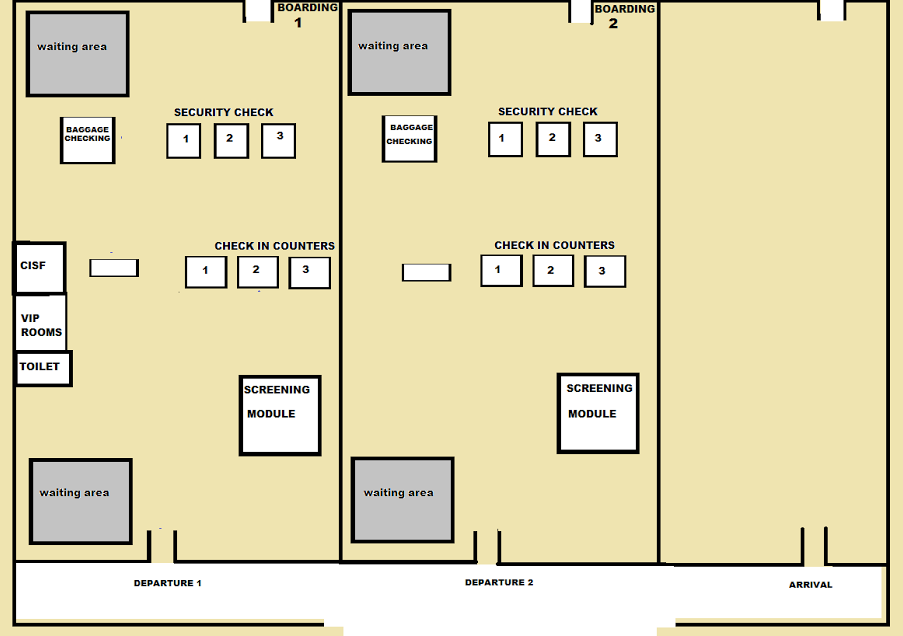 BOARDING
1
BOARDING
2
waiting area
waiting area
SECURITY CHECK
1 2 3
BAGGAGE
CHECKING
SECURITY CHECK
1 2 3
BAGGAGE
CHECKING
CHECK IN COUNTERS
1 2 3
CHECK IN COUNTERS
1 2 3
CISF
VIP
ROOMS
TOILET
SCREENING
MODULE
SCREENING
MODULE
waiting area
waiting area
DEPARTURE 1
DEPARTURE 2
ARRIVAL